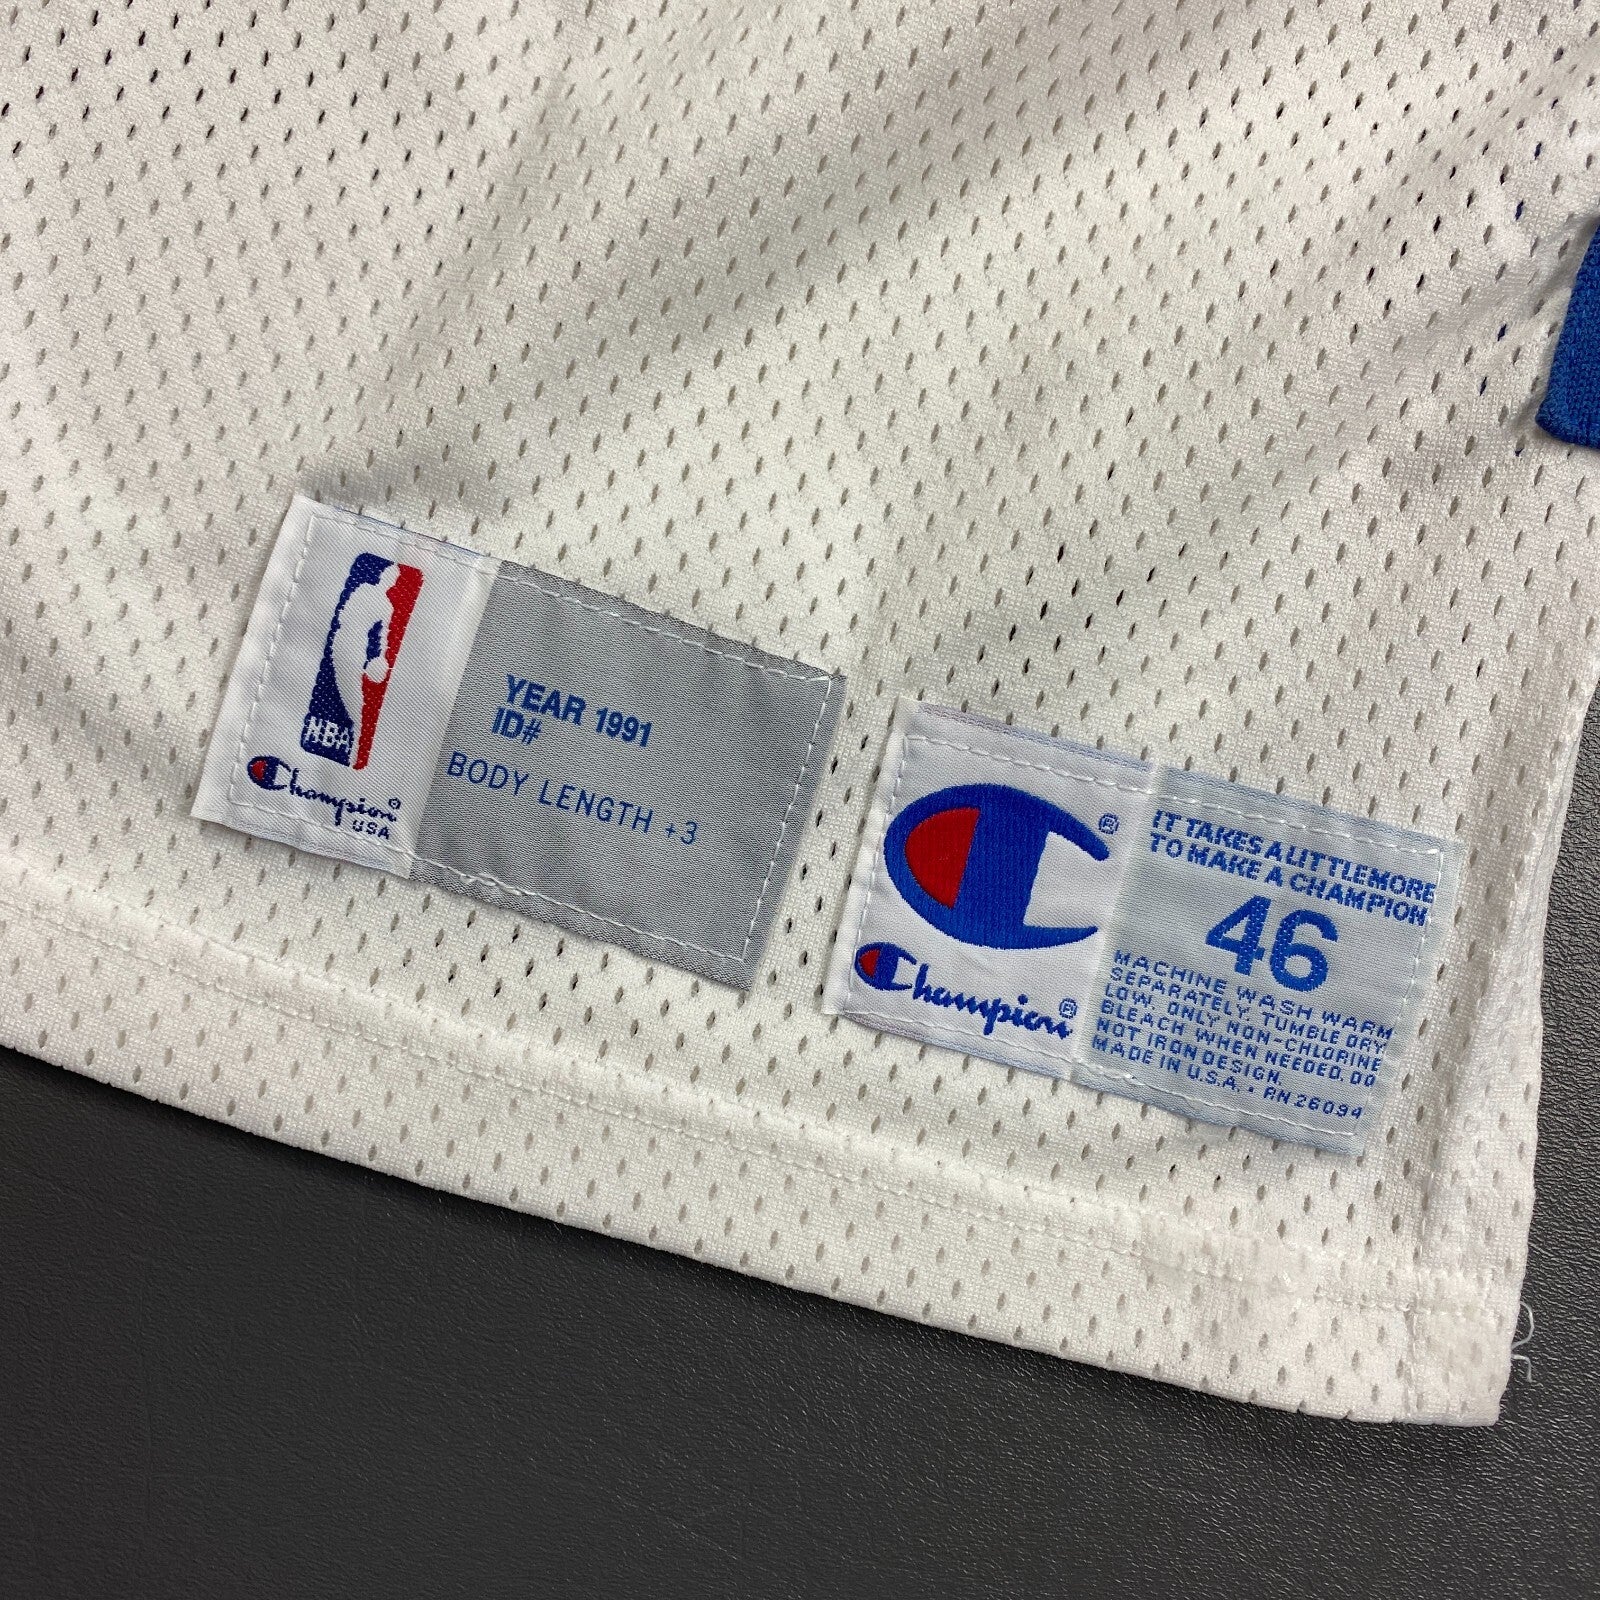 NBA
Champion®
USA
YEAR 1991
ID#
BODY LENGTH +3
®
Champion®
IT TAKES A LITTLE MORE
TO MAKE A CHAMPION
46
MACHINE WASH WARM
SEPARATELY, TUMBLE DRY
LOW, ONLY NON-CHLORINE
BLEACH WHEN NEEDED. DO
NOT IRON DESIGN.
MADE IN U.S.A. • RN 26094